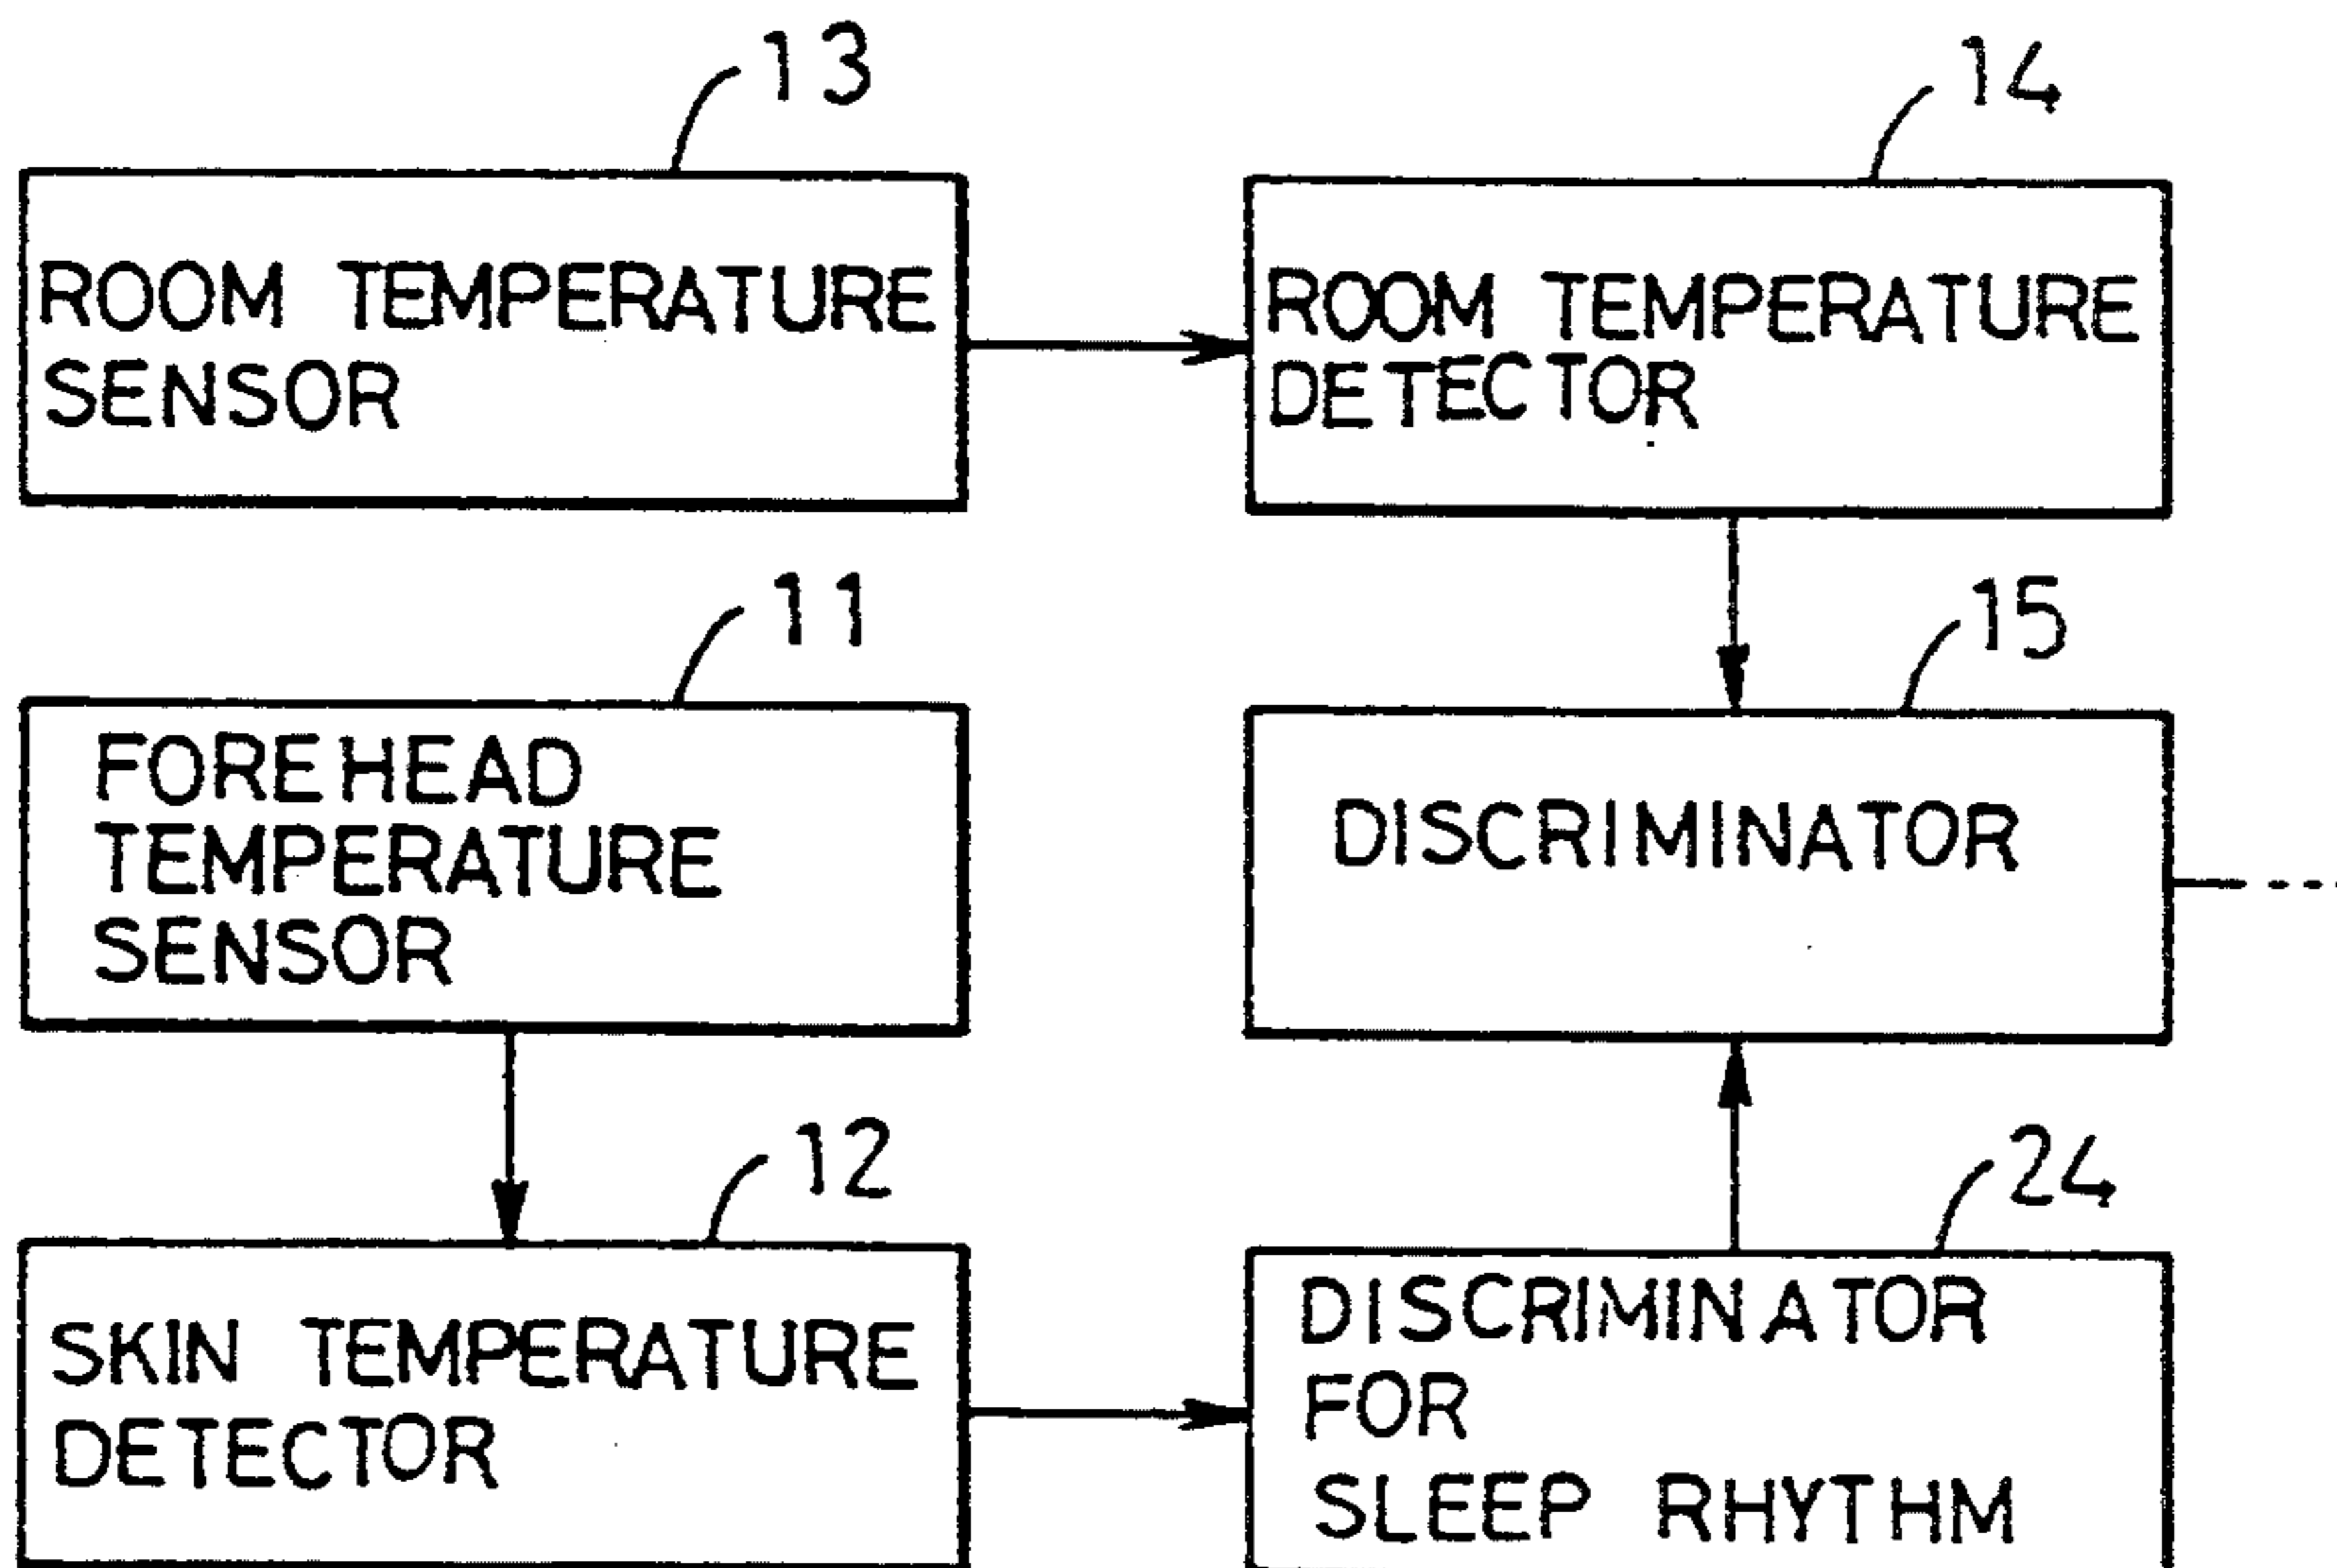 13
ROOM TEMPERATURE
SENSOR
14
ROOM TEMPERATURE
DETECTOR
11
FOREHEAD
TEMPERATURE
SENSOR
15
DISCRIMINATOR
12
SKIN TEMPERATURE
DETECTOR
24
DISCRIMINATOR
FOR
SLEEP RHYTHM